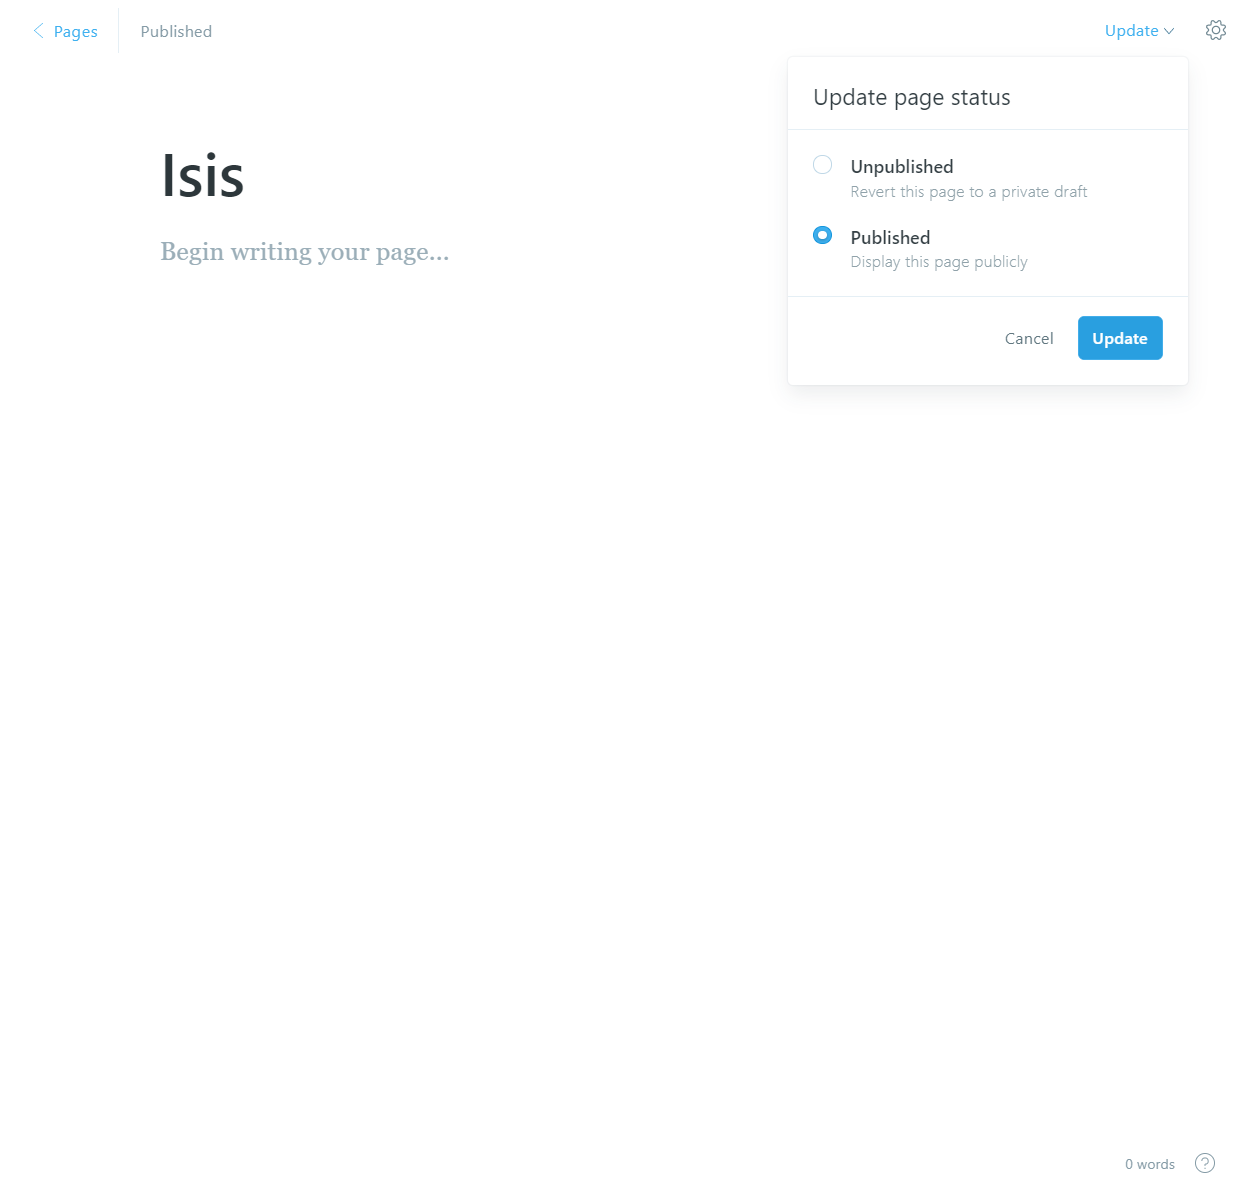 Pages
Published
Update
Update page status
Isis
Unpublished
Revert this page to a private draft
Begin writing your page...
Published
Display this page publicly
Cancel
Update
0 words
?